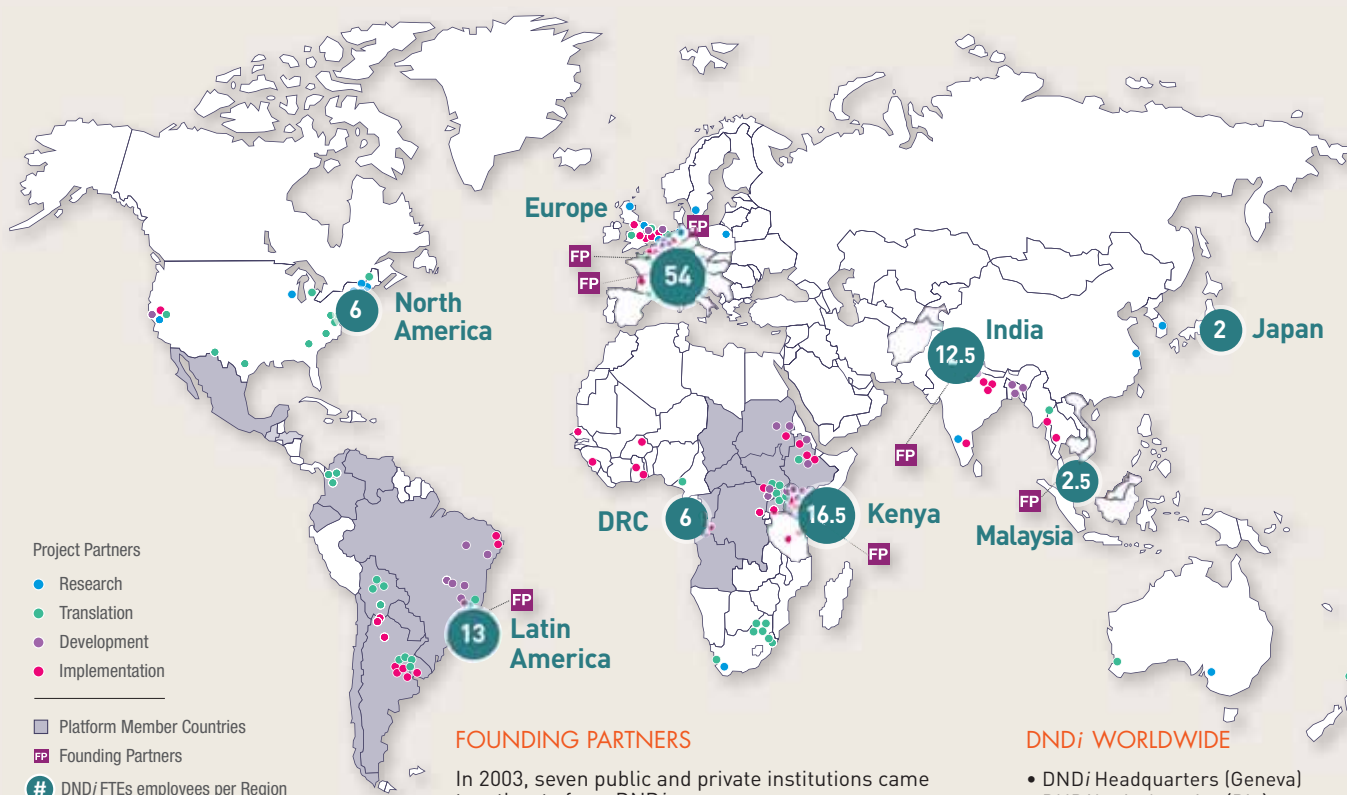 Europe
FP
FP
FP
54
6
North
America
India
12.5
2
Japan
FP
2.5
FP
Malaysia
DRC
6
16.5
Kenya
FP
FP
13
Latin
America
Project Partners
Research
Translation
Development
Implementation
Platform Member Countries
FP Founding Partners
# DNDi FTEs employees per Region
FOUNDING PARTNERS
In 2003, seven public and private institutions came
DNDi WORLDWIDE
• DNDi Headquarters (Geneva)